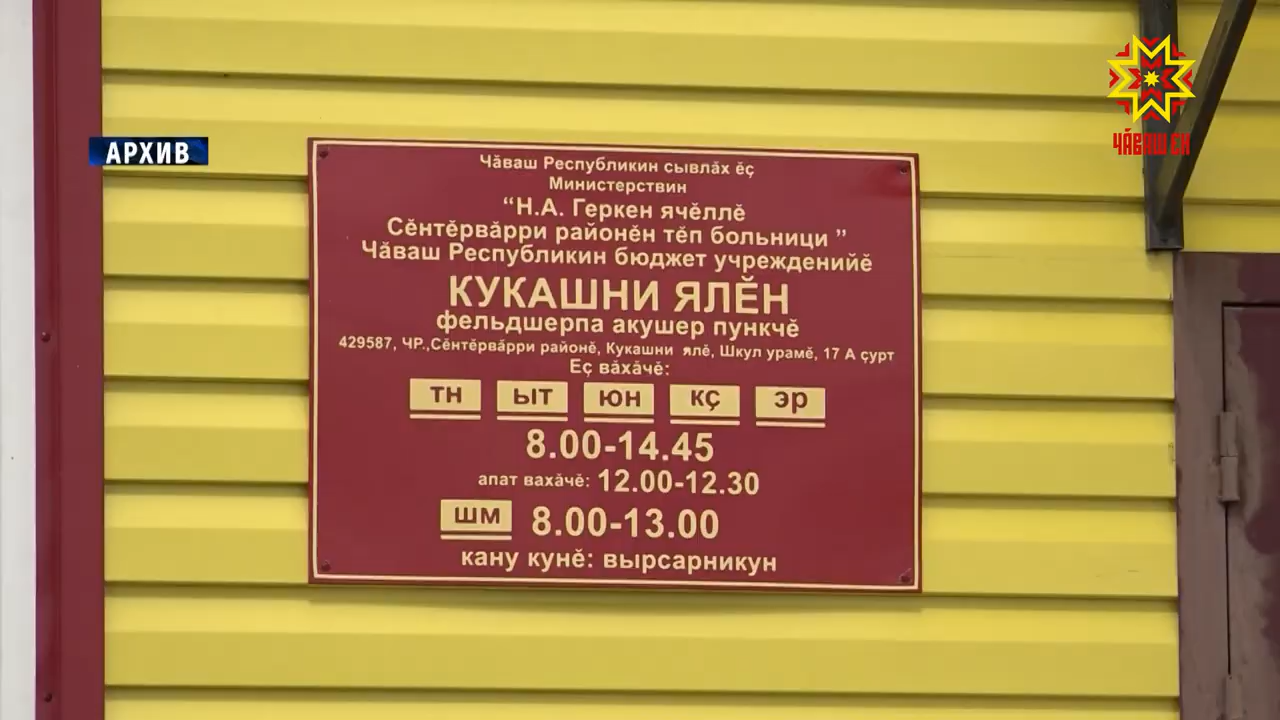 АРХИВ
ЧӐВАШ ЕН
Чӑваш Республикин сывлӑх ӗҫ
Министерствин
“Н.А. Геркен ячӗллӗ
Сӗнтӗрвӑрри районӗн тӗп больници ”
Чӑваш Республикин бюджет учрежденийӗ
КУКАШНИ ЯЛӖН
фельдшерпа акушер пункчӗ
429587, ЧР.,Сӗнтӗрвӑрри районӗ, Кукашни ялӗ, Шкул урамӗ, 17 А ҫурт
Еҫ вӑхӑчӗ:
тн ыт юн кҫ эр
8.00-14.45
апат вахӑчӗ: 12.00-12.30
шм 8.00-13.00
кану кунӗ: вырсарникун